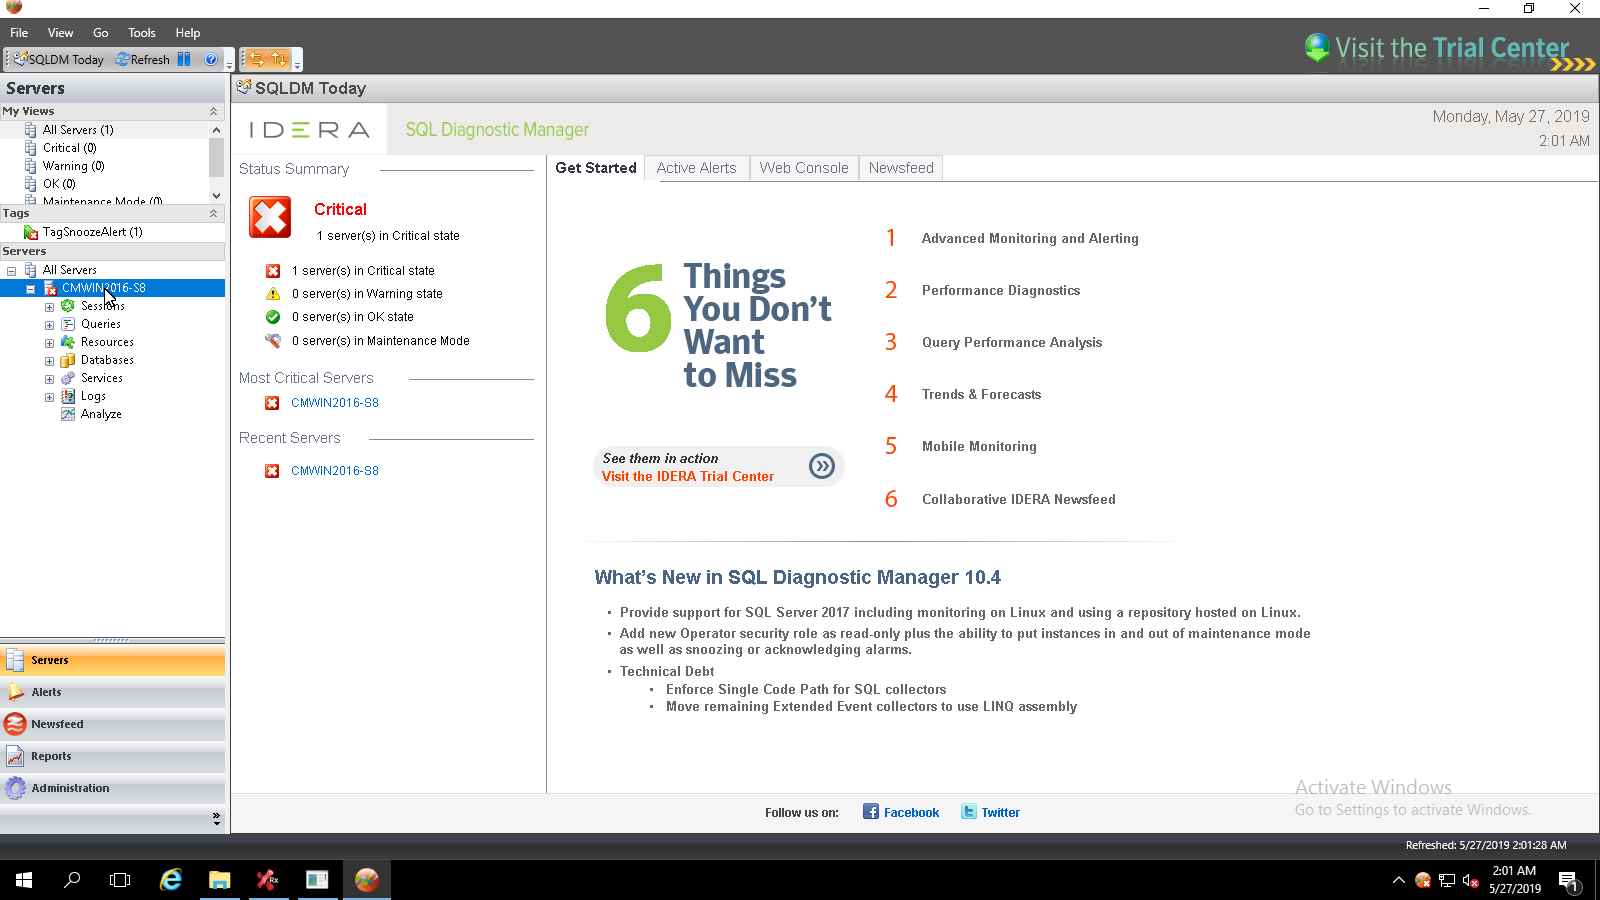 File View Go Tools Help
SQLDM Today Refresh
Visit the Trial Center
Servers
My Views
All Servers (1)
Critical (0)
Warning (0)
OK (0)
Maintenance Mode (0)
Tags
TagSnoozeAlert (1)
Servers
All Servers
CMWIN2016-S8
Sessions
Queries
Resources
Databases
Services
Logs
Analyze
Servers
Alerts
Newsfeed
Reports
Administration
SQLDM Today
IDERA SQL Diagnostic Manager
Monday, May 27, 2019
2:01 AM
Status Summary
Critical
1 server(s) in Critical state
1 server(s) in Critical state
0 server(s) in Warning state
0 server(s) in OK state
0 server(s) in Maintenance Mode
Most Critical Servers
CMWIN2016-S8
Recent Servers
CMWIN2016-S8
Get Started Active Alerts Web Console Newsfeed
6 Things
You Don't
Want
to Miss
See them in action
Visit the IDERA Trial Center
1 Advanced Monitoring and Alerting
2 Performance Diagnostics
3 Query Performance Analysis
4 Trends & Forecasts
5 Mobile Monitoring
6 Collaborative IDERA Newsfeed
What's New in SQL Diagnostic Manager 10.4
• Provide support for SQL Server 2017 including monitoring on Linux and using a repository hosted on Linux.
• Add new Operator security role as read-only plus the ability to put instances in and out of maintenance mode
as well as snoozing or acknowledging alarms.
• Technical Debt
• Enforce Single Code Path for SQL collectors
• Move remaining Extended Event collectors to use LINQ assembly
Activate Windows
Go to Settings to activate Windows.
Follow us on: Facebook Twitter
Refreshed: 5/27/2019 2:01:28 AM
Rx
2:01 AM
5/27/2019
1